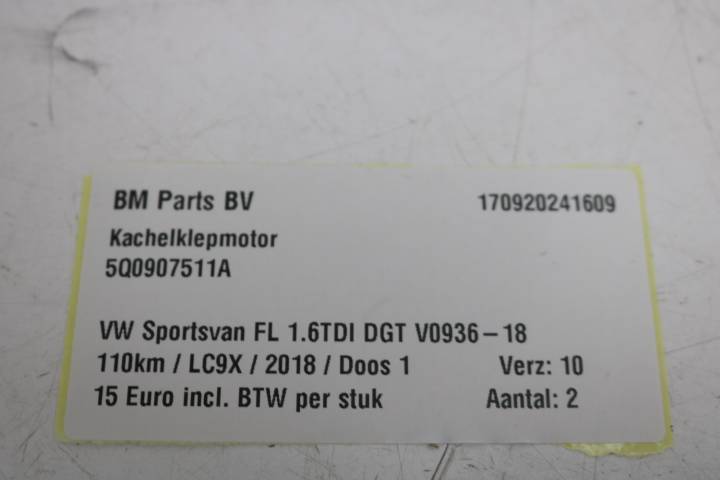 BM Parts BV 170920241609
Kachelklepmotor
5Q0907511A
VW Sportsvan FL 1.6TDI DGT V0936-18
110km / LC9X / 2018 / Doos 1 Verz: 10
15 Euro incl. BTW per stuk Aantal: 2